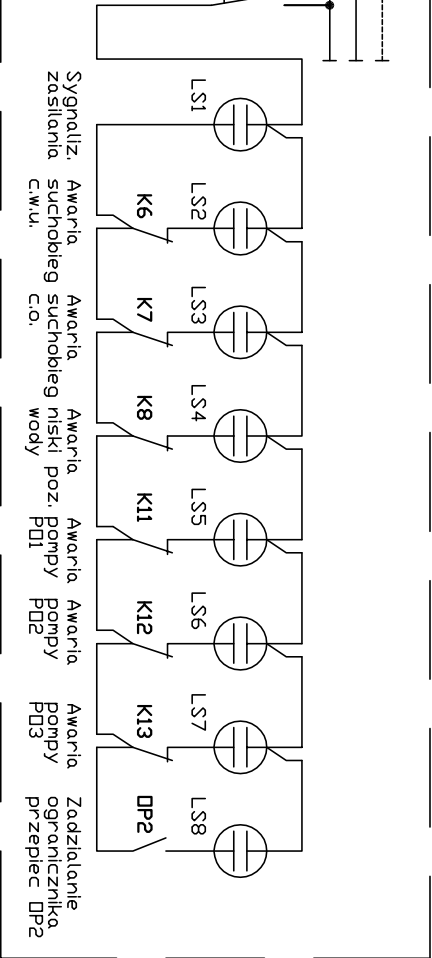 LS1
LS2
LS3
LS4
LS5
LS6
LS7
LS8
K6
K7
K8
K11
K12
K13
OP2
Sygnaliz.
zasilania
Awaria
suchobieg
c.w.u.
Awaria
suchobieg
c.o.
Awaria
niski poz.
wody
Awaria
pompy
PO1
Awaria
pompy
PO2
Awaria
pompy
PO3
Zadzialanie
ogranicznika
przepiec OP2